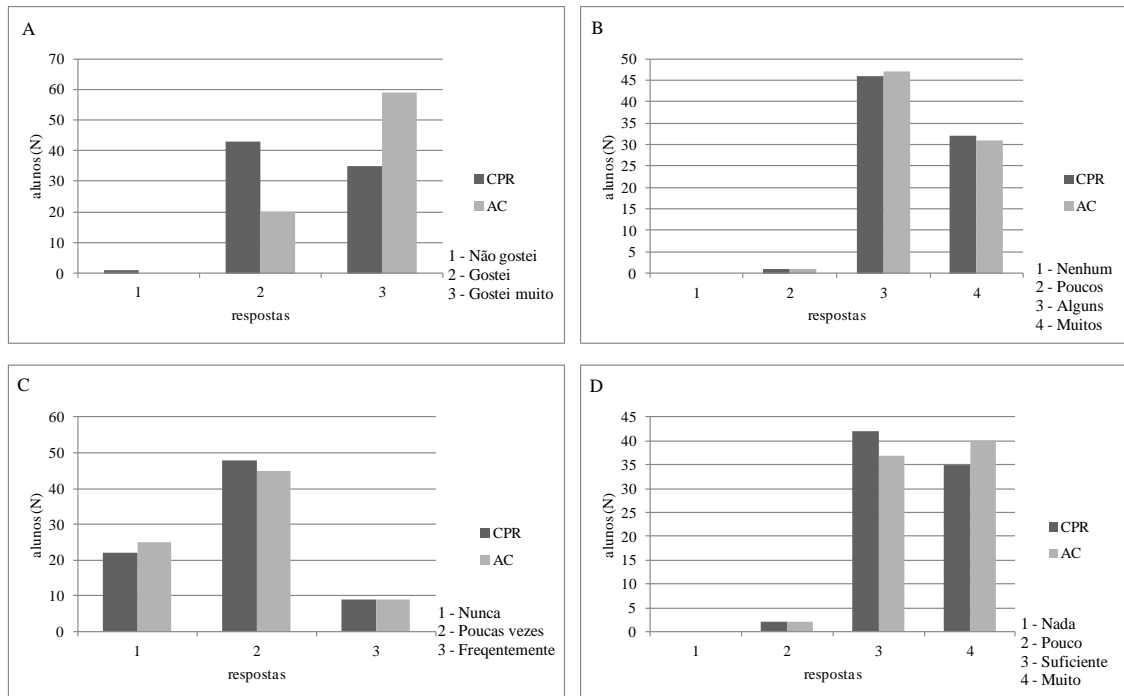 A
70
60
50
40
30
20
10
0
alunos (N)
1
2
3
respostas
CPR
AC
1 - Não gostei
2 - Gostei
3 - Gostei muito
B
50
45
40
35
30
25
20
15
10
5
0
alunos (N)
1
2
3
4
respostas
CPR
AC
1 - Nenhum
2 - Poucos
3 - Alguns
4 - Muitos
C
60
50
40
30
20
10
0
alunos (N)
1
2
3
respostas
CPR
AC
1 - Nunca
2 - Poucas vezes
3 - Freqentemente
D
45
40
35
30
25
20
15
10
5
0
alunos (N)
1
2
3
4
respostas
CPR
AC
1 - Nada
2 - Pouco
3 - Suficiente
4 - Muito